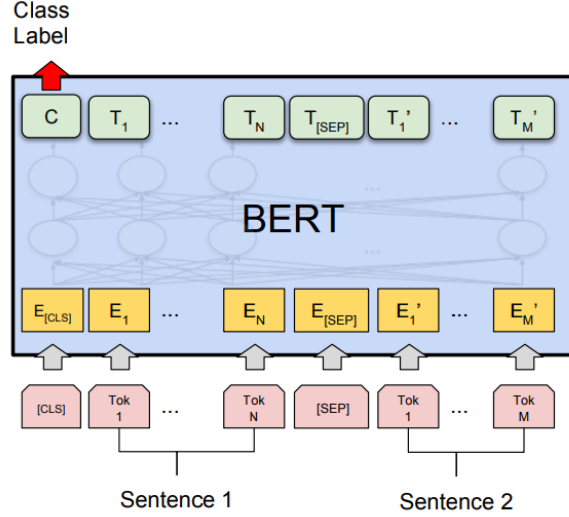 Class
Label
C T1 ... TN T[SEP] T1' ... TM'
...
BERT
...
E[CLS] E1 ... EN E[SEP] E1' ... EM'
[CLS] Tok 1 ... Tok N [SEP] Tok 1 ... Tok M
Sentence 1 Sentence 2